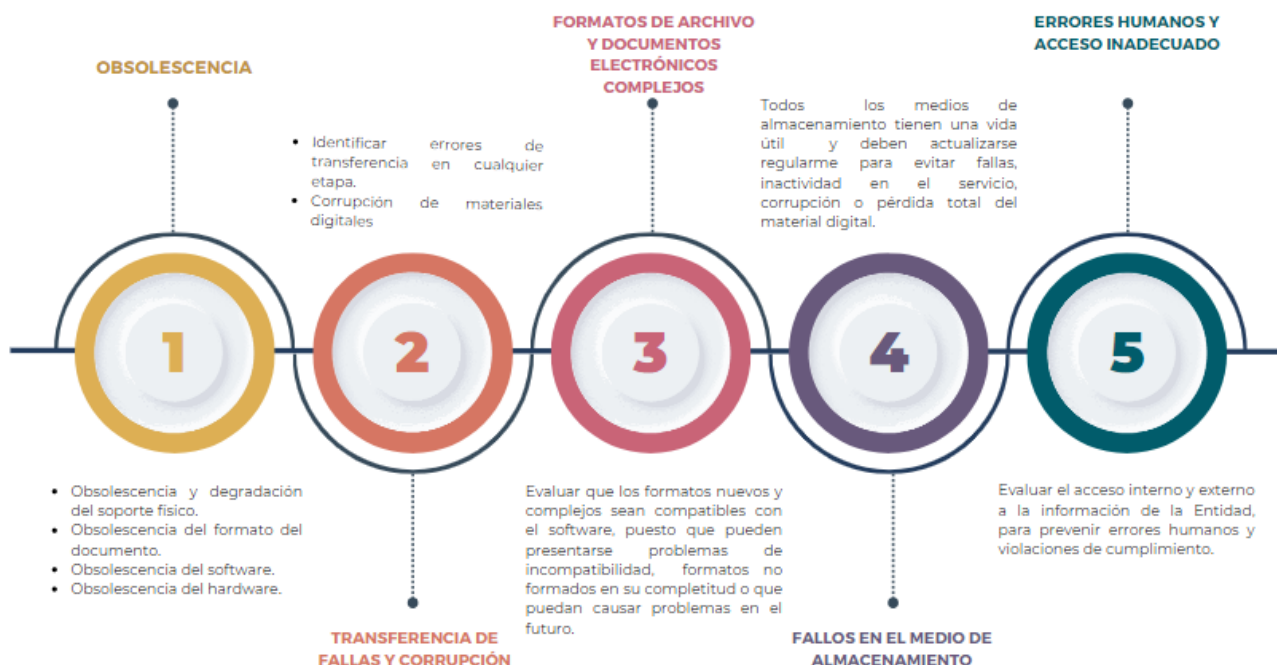 OBSOLESCENCIA
1
• Obsolescencia y degradación
del soporte físico.
• Obsolescencia del formato del
documento.
• Obsolescencia del software.
• Obsolescencia del hardware.
• Identificar errores de
transferencia en cualquier
etapa.
• Corrupción de materiales
digitales
2
TRANSFERENCIA DE
FALLAS Y CORRUPCIÓN
FORMATOS DE ARCHIVO
Y DOCUMENTOS
ELECTRÓNICOS
COMPLEJOS
3
Evaluar que los formatos nuevos y
complejos sean compatibles con
el software, puesto que pueden
presentarse problemas de
incompatibilidad, formatos no
formados en su completitud o que
puedan causar problemas en el
futuro.
Todos los medios de
almacenamiento tienen una vida
útil y deben actualizarse
regularme para evitar fallas,
inactividad en el servicio,
corrupción o pérdida total del
material digital.
4
FALLOS EN EL MEDIO DE
ALMACENAMIENTO
ERRORES HUMANOS Y
ACCESO INADECUADO
5
Evaluar el acceso interno y externo
a la información de la Entidad,
para prevenir errores humanos y
violaciones de cumplimiento.